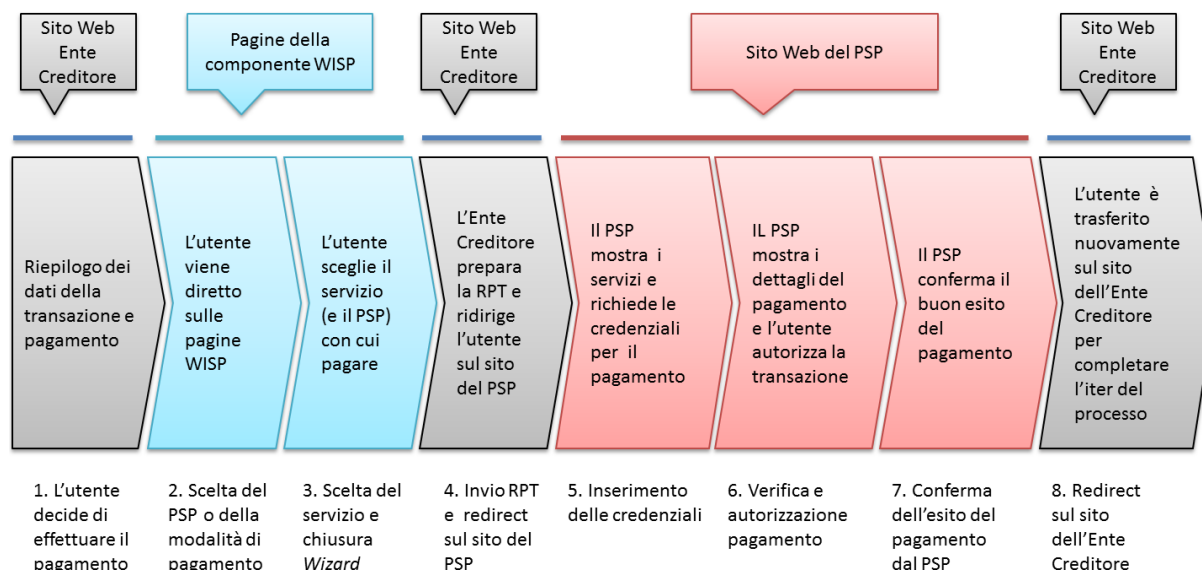 Sito Web
Ente
Creditore
Pagine della
componente WISP
Sito Web
Ente
Creditore
Sito Web del PSP
Sito Web
Ente
Creditore
Riepilogo dei
dati della
transazione e
pagamento
L'utente
viene
diretto
sulle
pagine
WISP
L'utente
sceglie il
servizio
(e il PSP)
con cui
pagare
L'Ente
Creditore
prepara
la RPT e
ridirige
l'utente
sul sito
del PSP
Il PSP
mostra i
servizi e
richiede le
credenziali
per il
pagamento
IL PSP
mostra i
dettagli del
pagamento
e l'utente
autorizza la
transazione
Il PSP
conferma il
buon esito
del
pagamento
L'utente è
trasferito
nuovamente
sul sito
dell'Ente
Creditore
per
completare
l'iter del
processo
1. L'utente
decide di
effettuare il
pagamento
2. Scelta del
PSP o della
modalità di
pagamento
3. Scelta del
servizio e
chiusura
Wizard
4. Invio RPT
e redirect
sul sito del
PSP
5. Inserimento
delle credenziali
6. Verifica e
autorizzazione
pagamento
7. Conferma
dell'esito del
pagamento
dal PSP
8. Redirect
sul sito
dell'Ente
Creditore